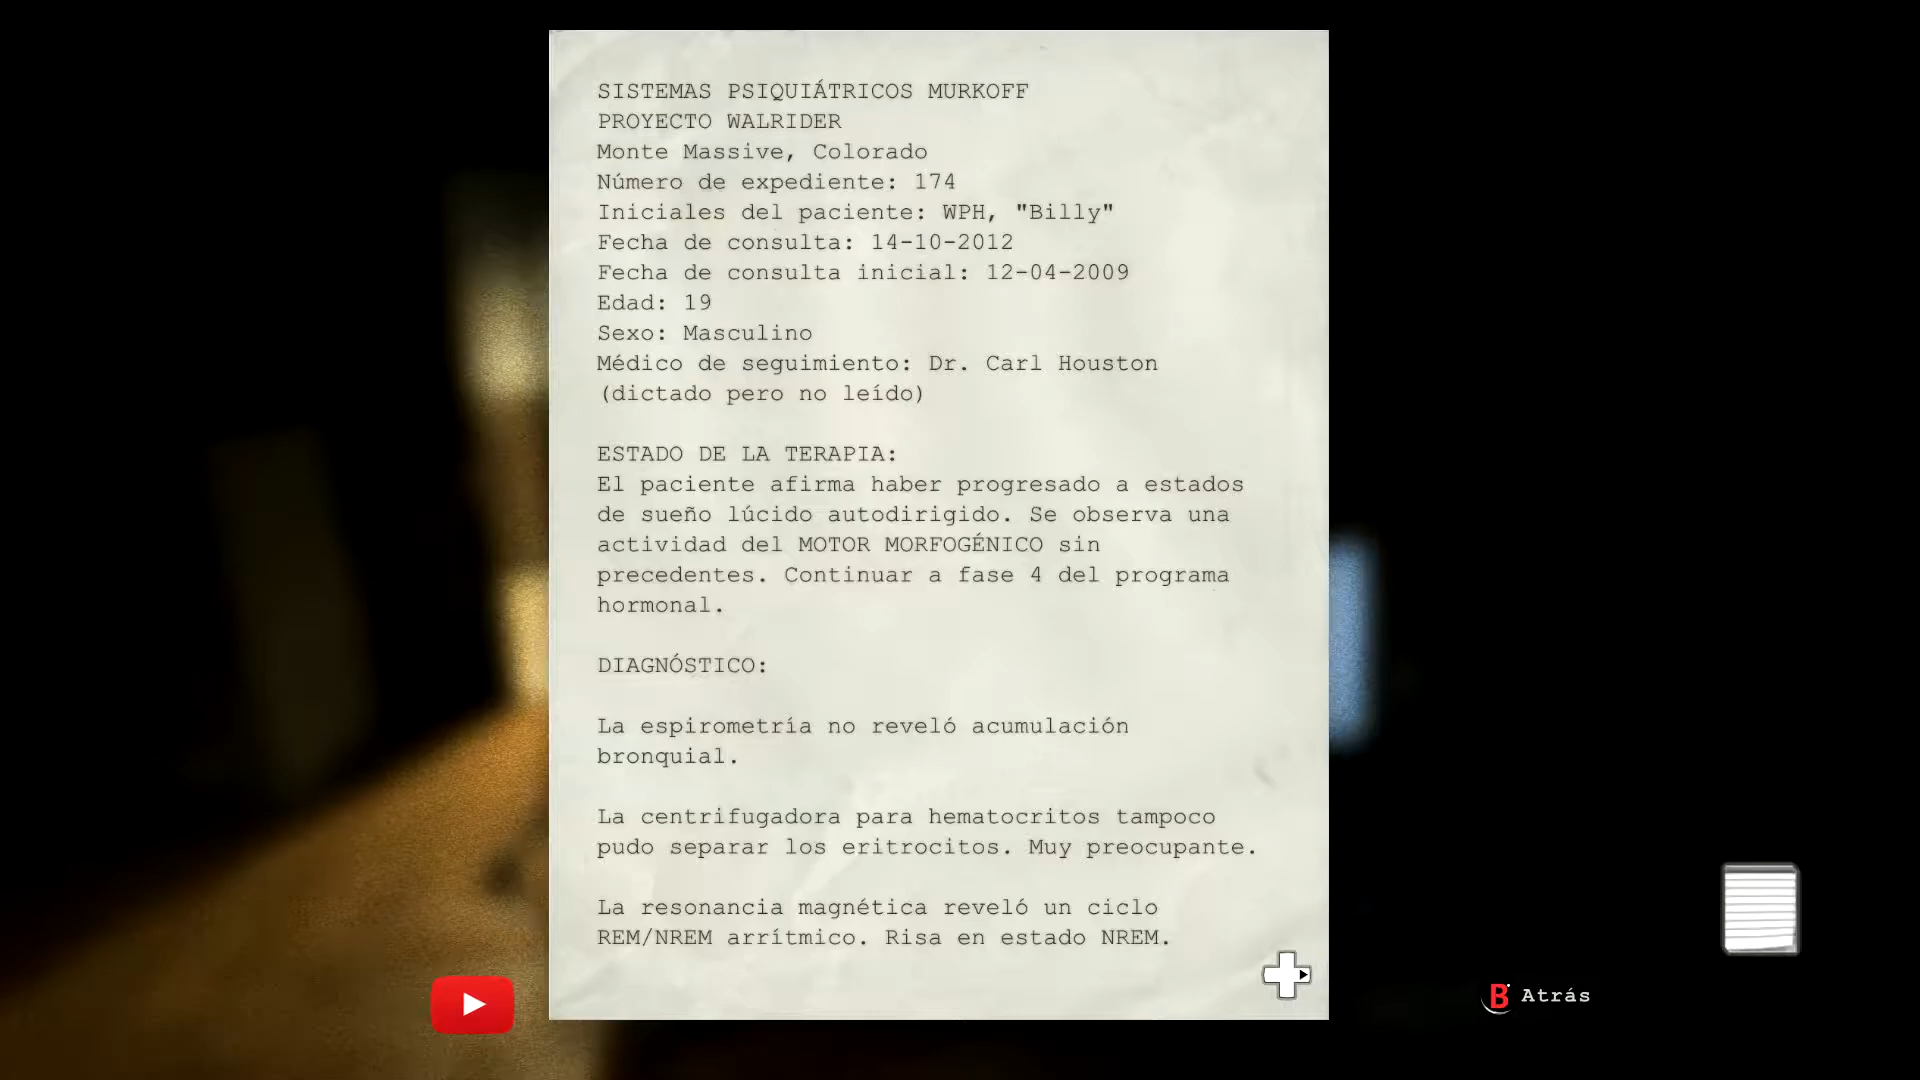 SISTEMAS PSIQUIÁTRICOS MURKOFF
PROYECTO WALRIDER
Monte Massive, Colorado
Número de expediente: 174
Iniciales del paciente: WPH, "Billy"
Fecha de consulta: 14-10-2012
Fecha de consulta inicial: 12-04-2009
Edad: 19
Sexo: Masculino
Médico de seguimiento: Dr. Carl Houston
(dictado pero no leído)
ESTADO DE LA TERAPIA:
El paciente afirma haber progresado a estados
de sueño lúcido autodirigido. Se observa una
actividad del MOTOR MORFOGÉNICO sin
precedentes. Continuar a fase 4 del programa
hormonal.
DIAGNÓSTICO:
La espirometría no reveló acumulación
bronquial.
La centrifugadora para hematocritos tampoco
pudo separar los eritrocitos. Muy preocupante.
La resonancia magnética reveló un ciclo
REM/NREM arrítmico. Risa en estado NREM.
B Atrás